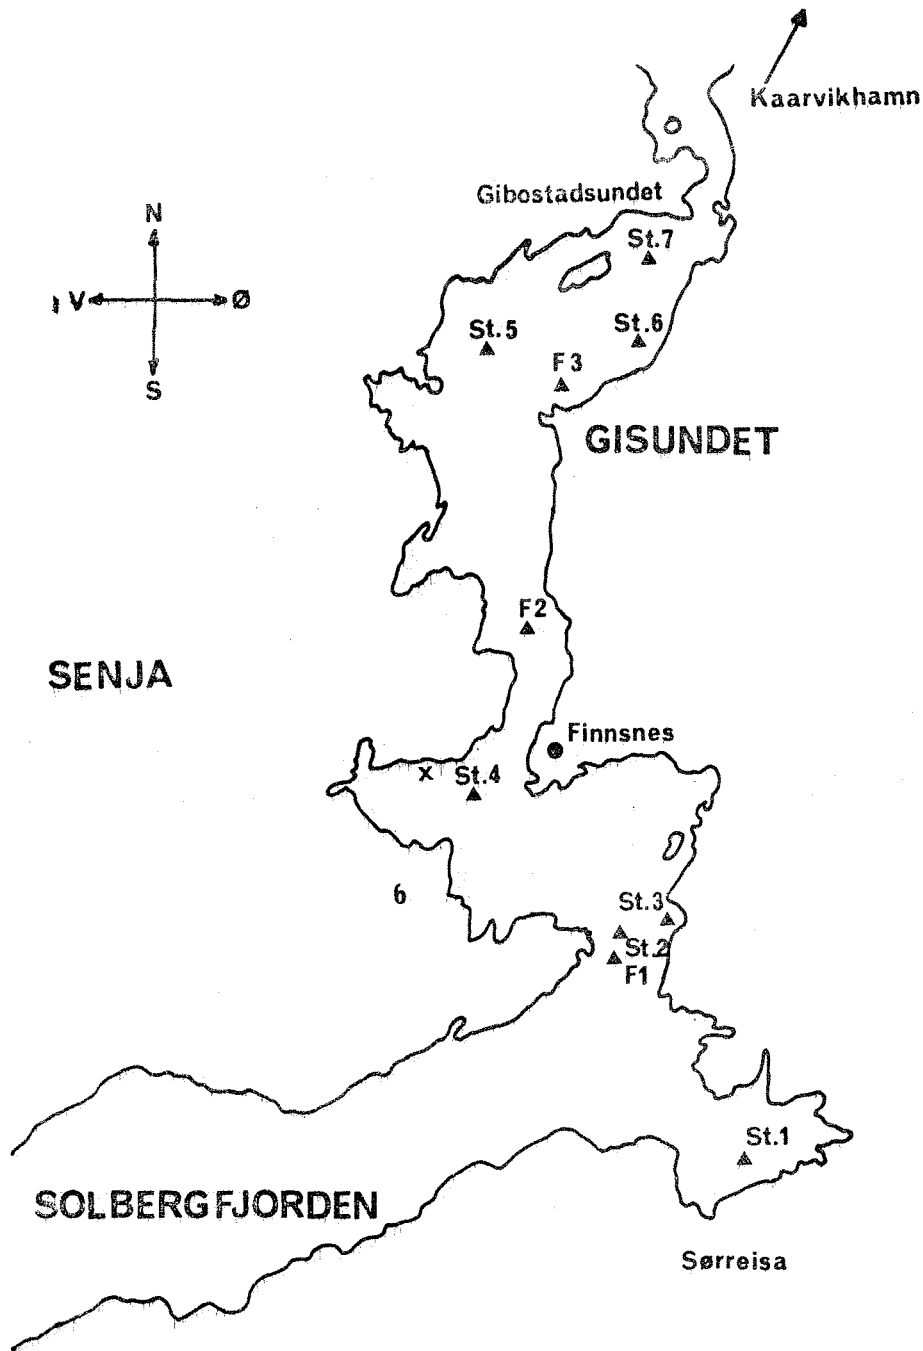 Kaarvikhamn
Gibostadsundet
N
V
Ø
S
St.7
St.5
St.6
F3
GISUNDET
F2
SENJA
Finnsnes
x
St.4
6
St.3
St.2
F1
St.1
SOLBERGFJORDEN
Sørreisa